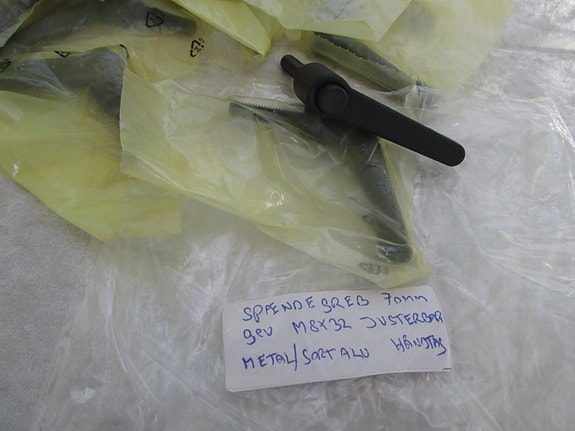 SPÆNDEGREB 70mm
gev M8X32 JUSTERBAR
METAL/SORT ALU HÅNDTAG